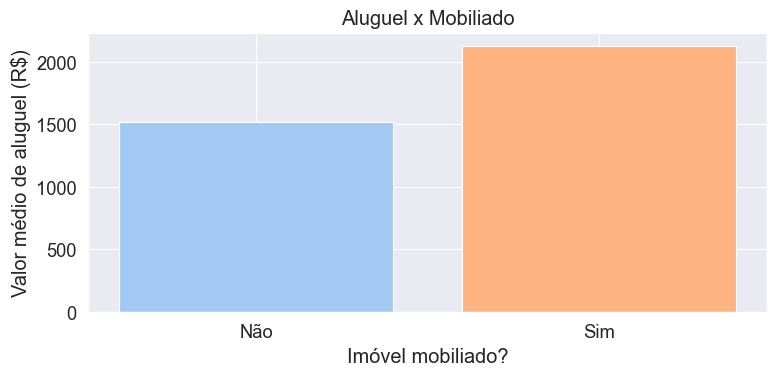 Aluguel x Mobiliado
Valor médio de aluguel (R$)
2000
1500
1000
500
0
Não
Sim
Imóvel mobiliado?